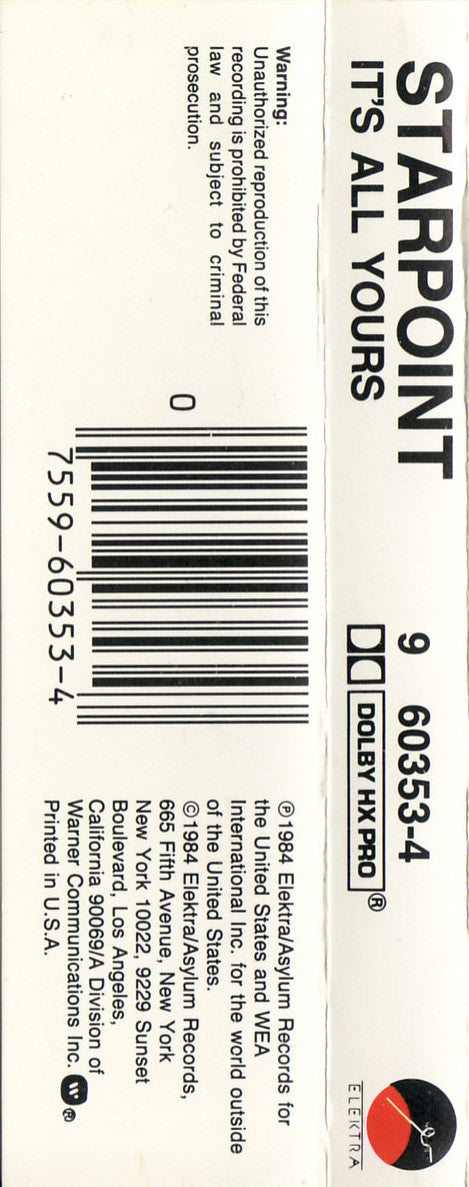 STARPOINT
IT'S ALL YOURS
9 60353-4
DOLBY HX PRO ®
ELEKTRA
Warning:
Unauthorized reproduction of this
recording is prohibited by Federal
law and subject to criminal
prosecution.
0
7559-60353-4
℗1984 Elektra/Asylum Records for
the United States and WEA
International Inc. for the world outside
of the United States.
©1984 Elektra/Asylum Records,
665 Fifth Avenue, New York
New York 10022, 9229 Sunset
Boulevard, Los Angeles,
California 90069/A Division of
Warner Communications Inc. ®
Printed in U.S.A.